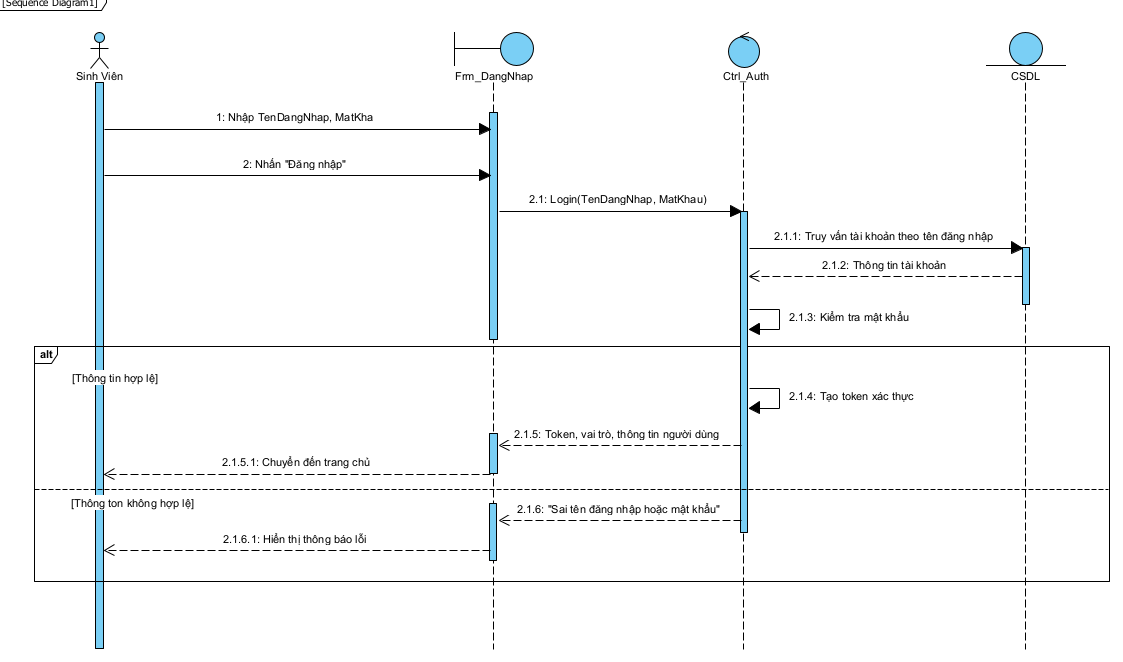 [Sequence Diagram1]
Sinh Viên
Frm_DangNhap
Ctrl_Auth
CSDL
1: Nhập TenDangNhap, MatKha
2: Nhấn "Đăng nhập"
2.1: Login(TenDangNhap, MatKhau)
2.1.1: Truy vấn tài khoản theo tên đăng nhập
2.1.2: Thông tin tài khoản
2.1.3: Kiểm tra mật khẩu
alt
[Thông tin hợp lệ]
2.1.4: Tạo token xác thực
2.1.5: Token, vai trò, thông tin người dùng
2.1.5.1: Chuyển đến trang chủ
[Thông ton không hợp lệ]
2.1.6: "Sai tên đăng nhập hoặc mật khẩu"
2.1.6.1: Hiển thị thông báo lỗi